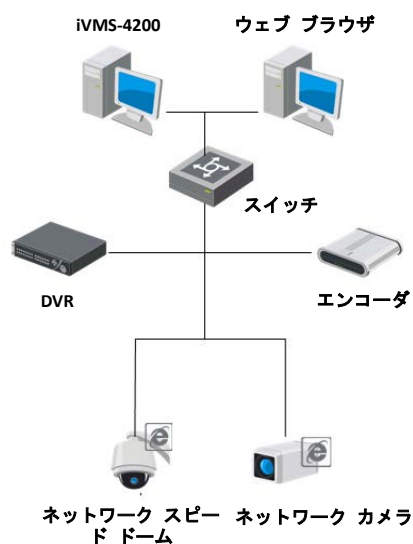 iVMS-4200
ウェブ ブラウザ
スイッチ
DVR
エンコーダ
ネットワーク スピー
ド ドーム
ネットワーク カメラ